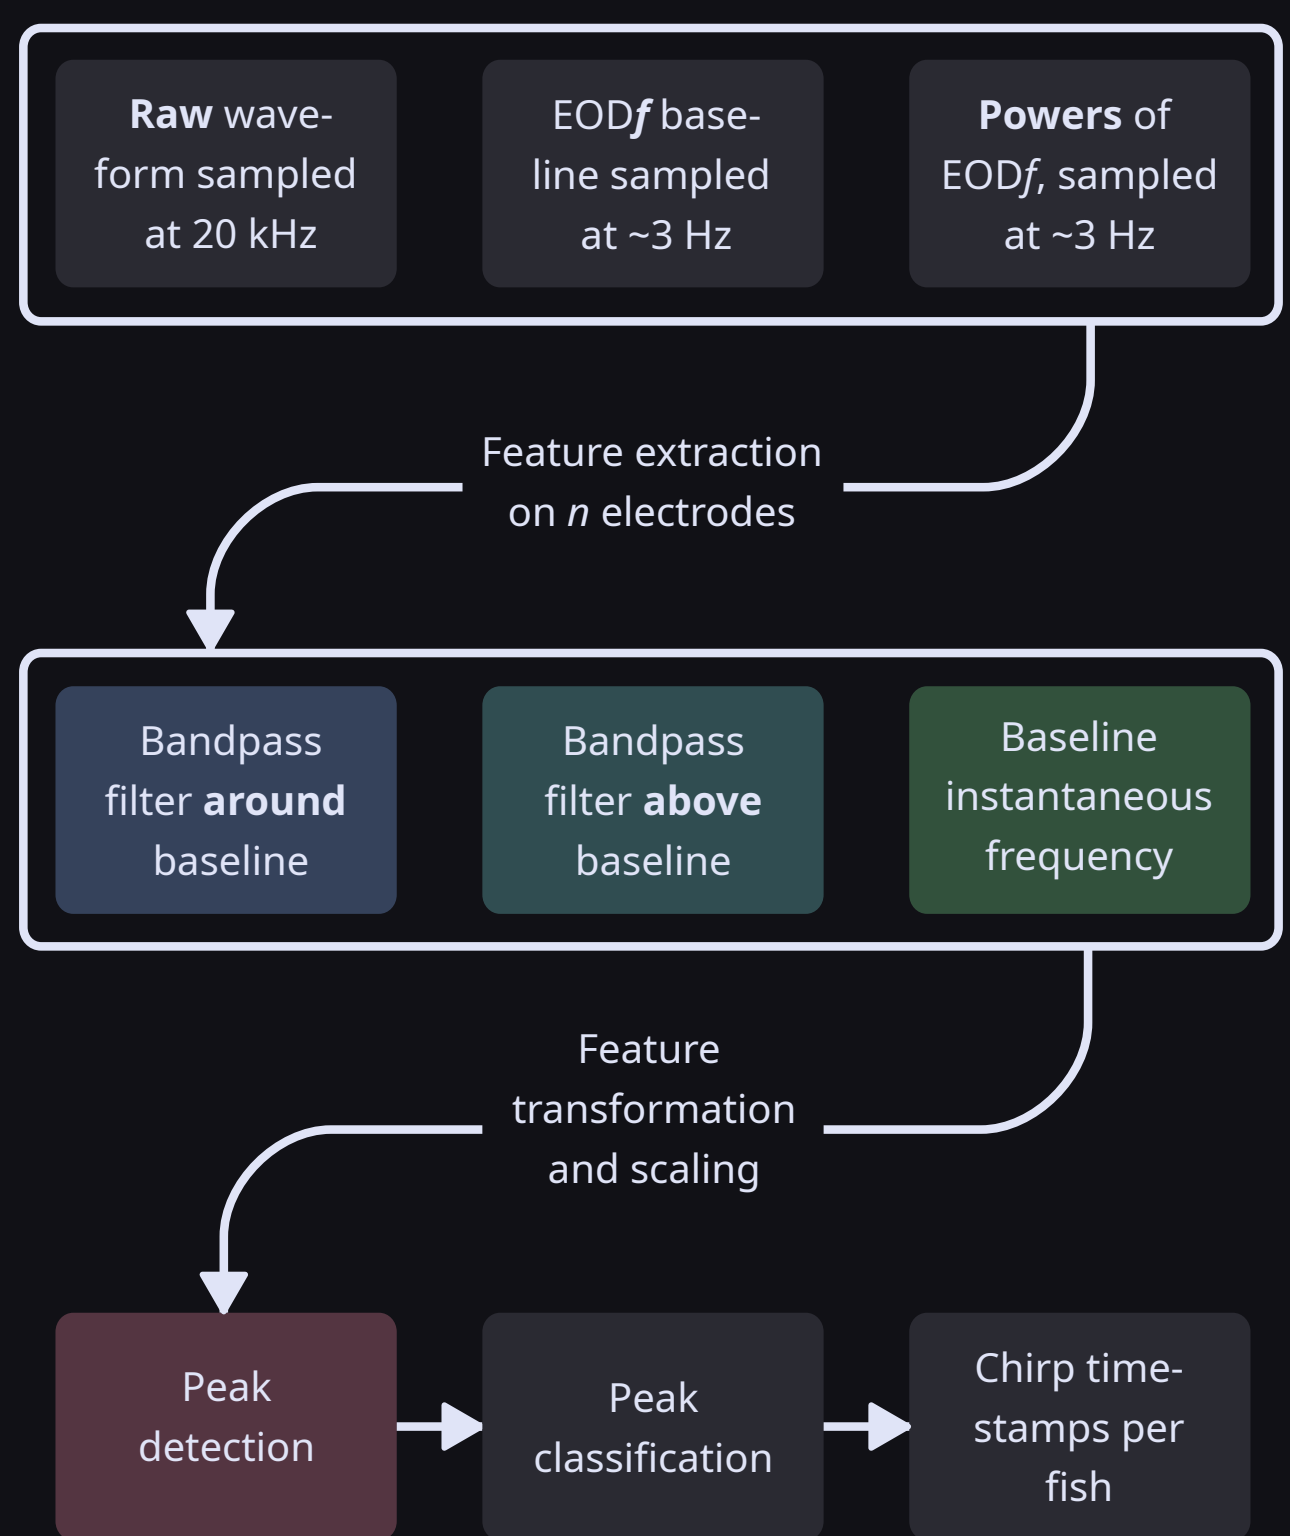 Raw wave-
form sampled
at 20 kHz
EODf base-
line sampled
at ~3 Hz
Powers of
EODf, sampled
at ~3 Hz
Feature extraction
on n electrodes
Bandpass
filter around
baseline
Bandpass
filter above
baseline
Baseline
instantaneous
frequency
Feature
transformation
and scaling
Peak
detection
Peak
classification
Chirp time-
stamps per
fish